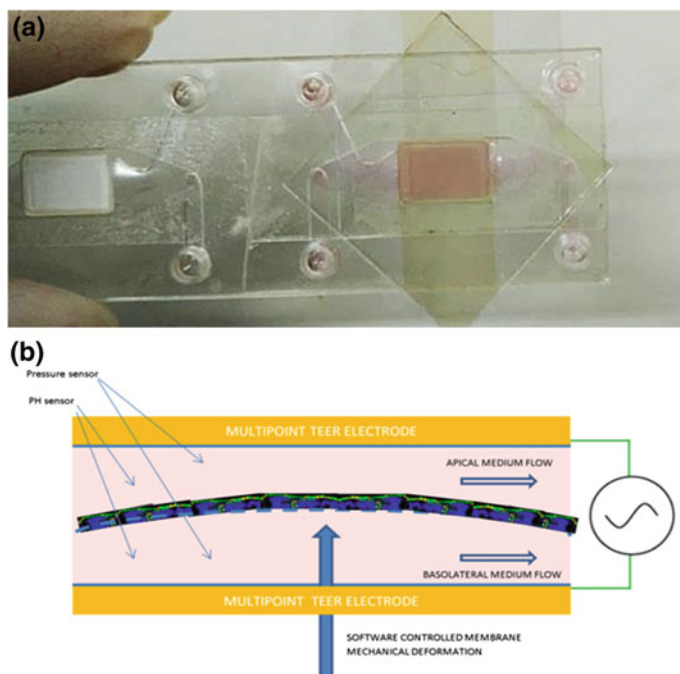 (a)
(b)
Pressure sensor
PH sensor
MULTIPOINT TEER ELECTRODE
APICAL MEDIUM FLOW
BASOLATERAL MEDIUM FLOW
MULTIPOINT TEER ELECTRODE
SOFTWARE CONTROLLED MEMBRANE
MECHANICAL DEFORMATION